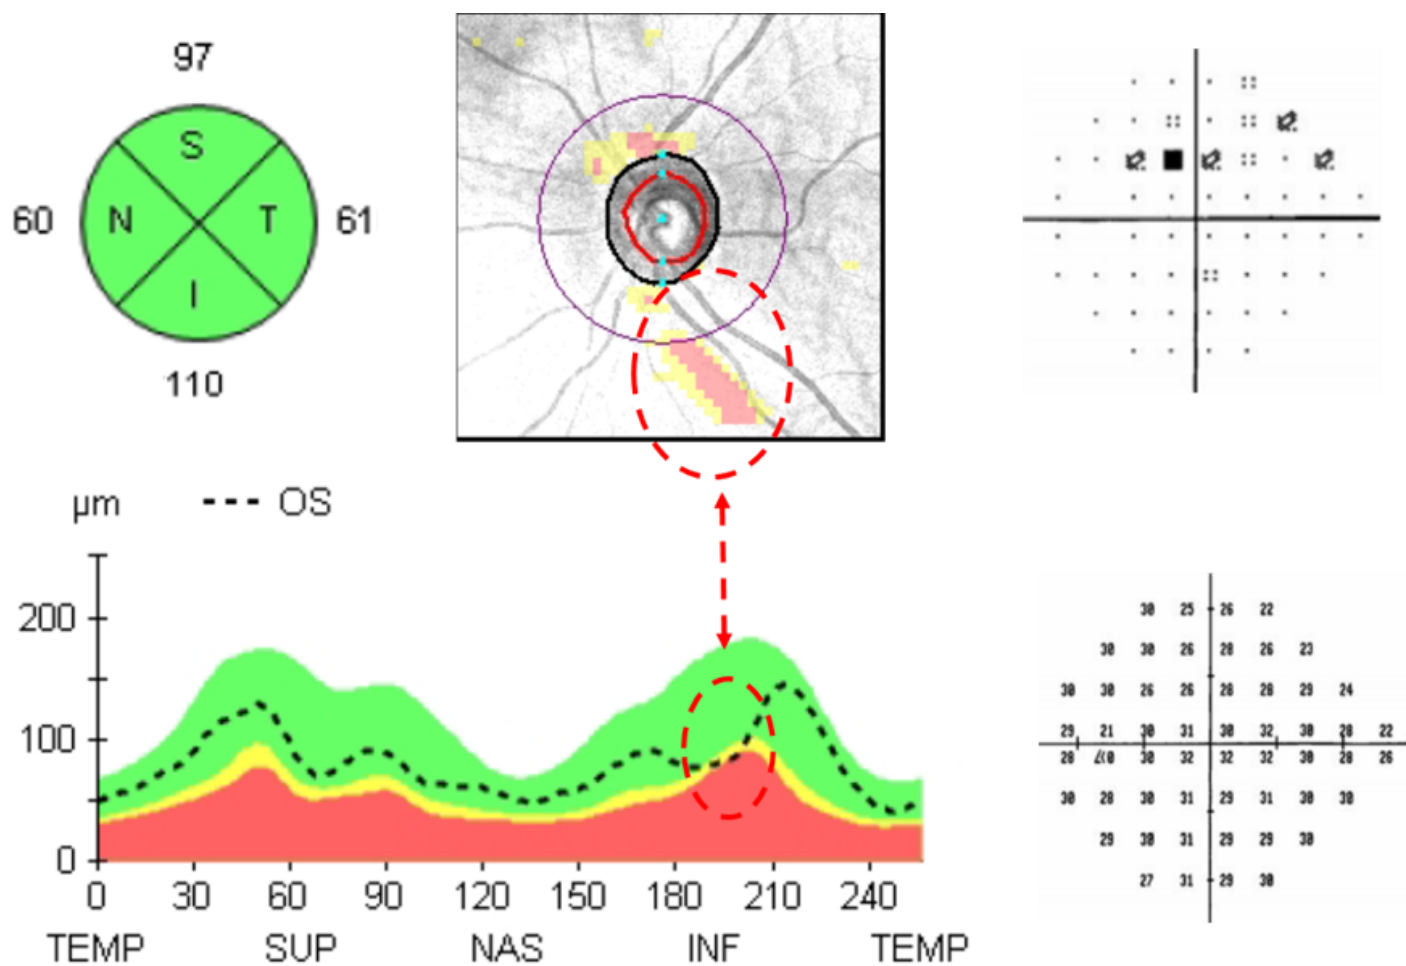 97
S
60 N T 61
I
110
µm --- OS
200
100
0
0 30 60 90 120 150 180 210 240
TEMP SUP NAS INF TEMP
30 25 26 22
30 30 26 28 26 23
30 30 26 26 28 28 29 24
29 21 30 31 30 32 30 28 22
28 30 32 32 32 30 28 26
30 28 30 31 29 31 30 30
29 30 31 29 29 30
27 31 29 30